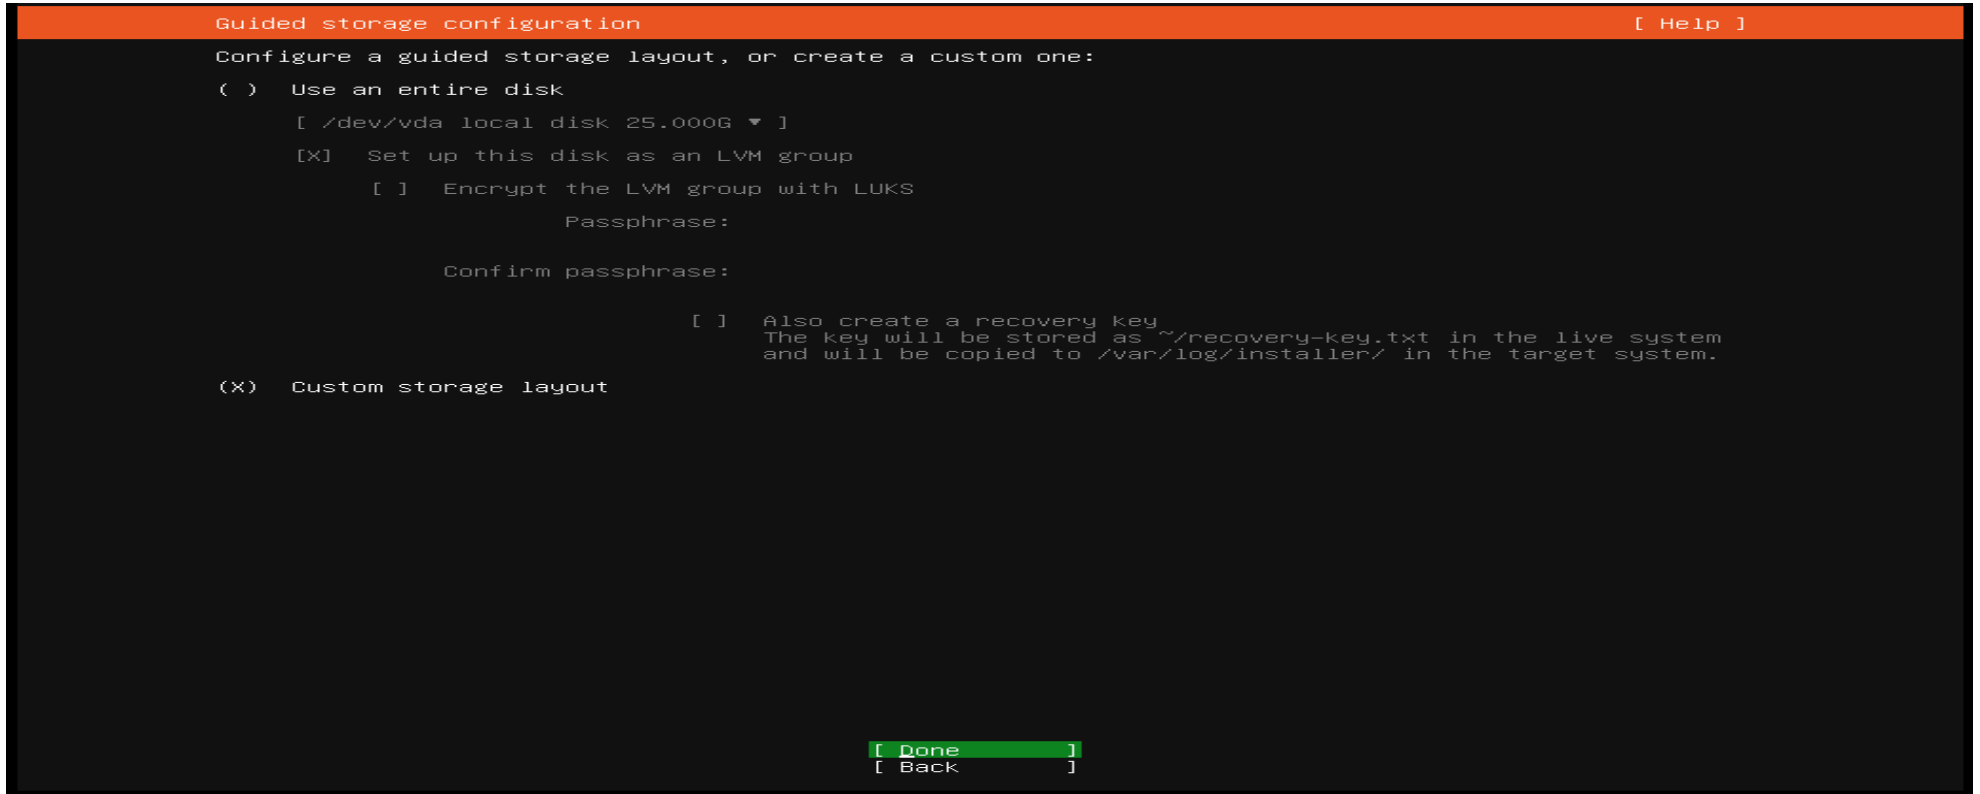 Guided storage configuration [ Help ]
Configure a guided storage layout, or create a custom one:
( ) Use an entire disk
[ /dev/vda local disk 25.000G ▾ ]
[X] Set up this disk as an LVM group
[ ] Encrypt the LVM group with LUKS
Passphrase:
Confirm passphrase:
[ ] Also create a recovery key
The key will be stored as ~/recovery-key.txt in the live system
and will be copied to /var/log/installer/ in the target system.
(X) Custom storage layout
[ Done ]
[ Back ]